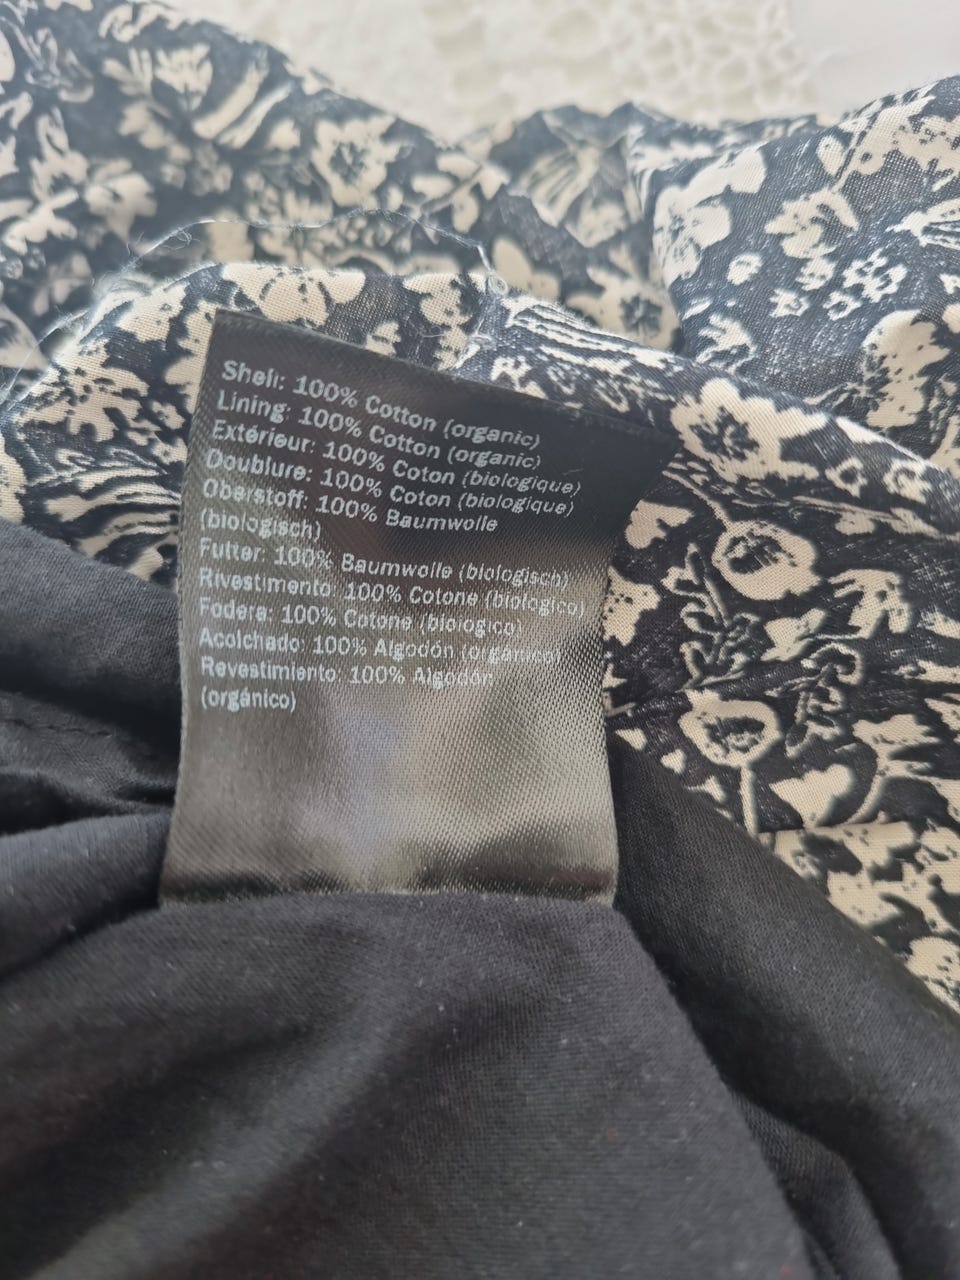 Shell: 100% Cotton (organic)
Lining: 100% Cotton (organic)
Extérieur: 100% Coton (biologique)
Doublure: 100% Coton (biologique)
Oberstoff: 100% Baumwolle
(biologisch)
Futter: 100% Baumwolle (biologisch)
Rivestimento: 100% Cotone (biologico)
Fodera: 100% Cotone (biologico)
Acolchado: 100% Algodón (orgánico)
Revestimiento: 100% Algodón
(orgánico)